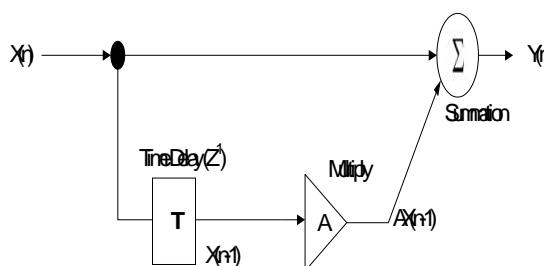 X(n)
Σ
Y(n
Summation
Time Delay (Z⁻¹)
Multiply
T
A
X(n-1)
AX(n-1)